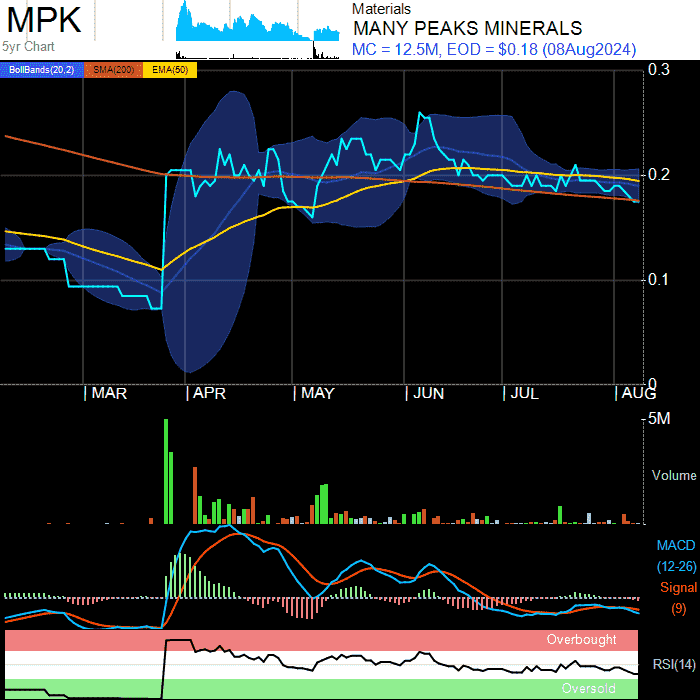 MPK
5yr Chart
Materials
MANY PEAKS MINERALS
MC = 12.5M, EOD = $0.18 (08Aug2024)
BollBands(20,2) SMA(200) EMA(50)
0.3
0.2
0.1
0
MAR APR MAY JUN JUL AUG
5M
Volume
MACD
(12-26)
Signal
(9)
Overbought
RSI(14)
Oversold